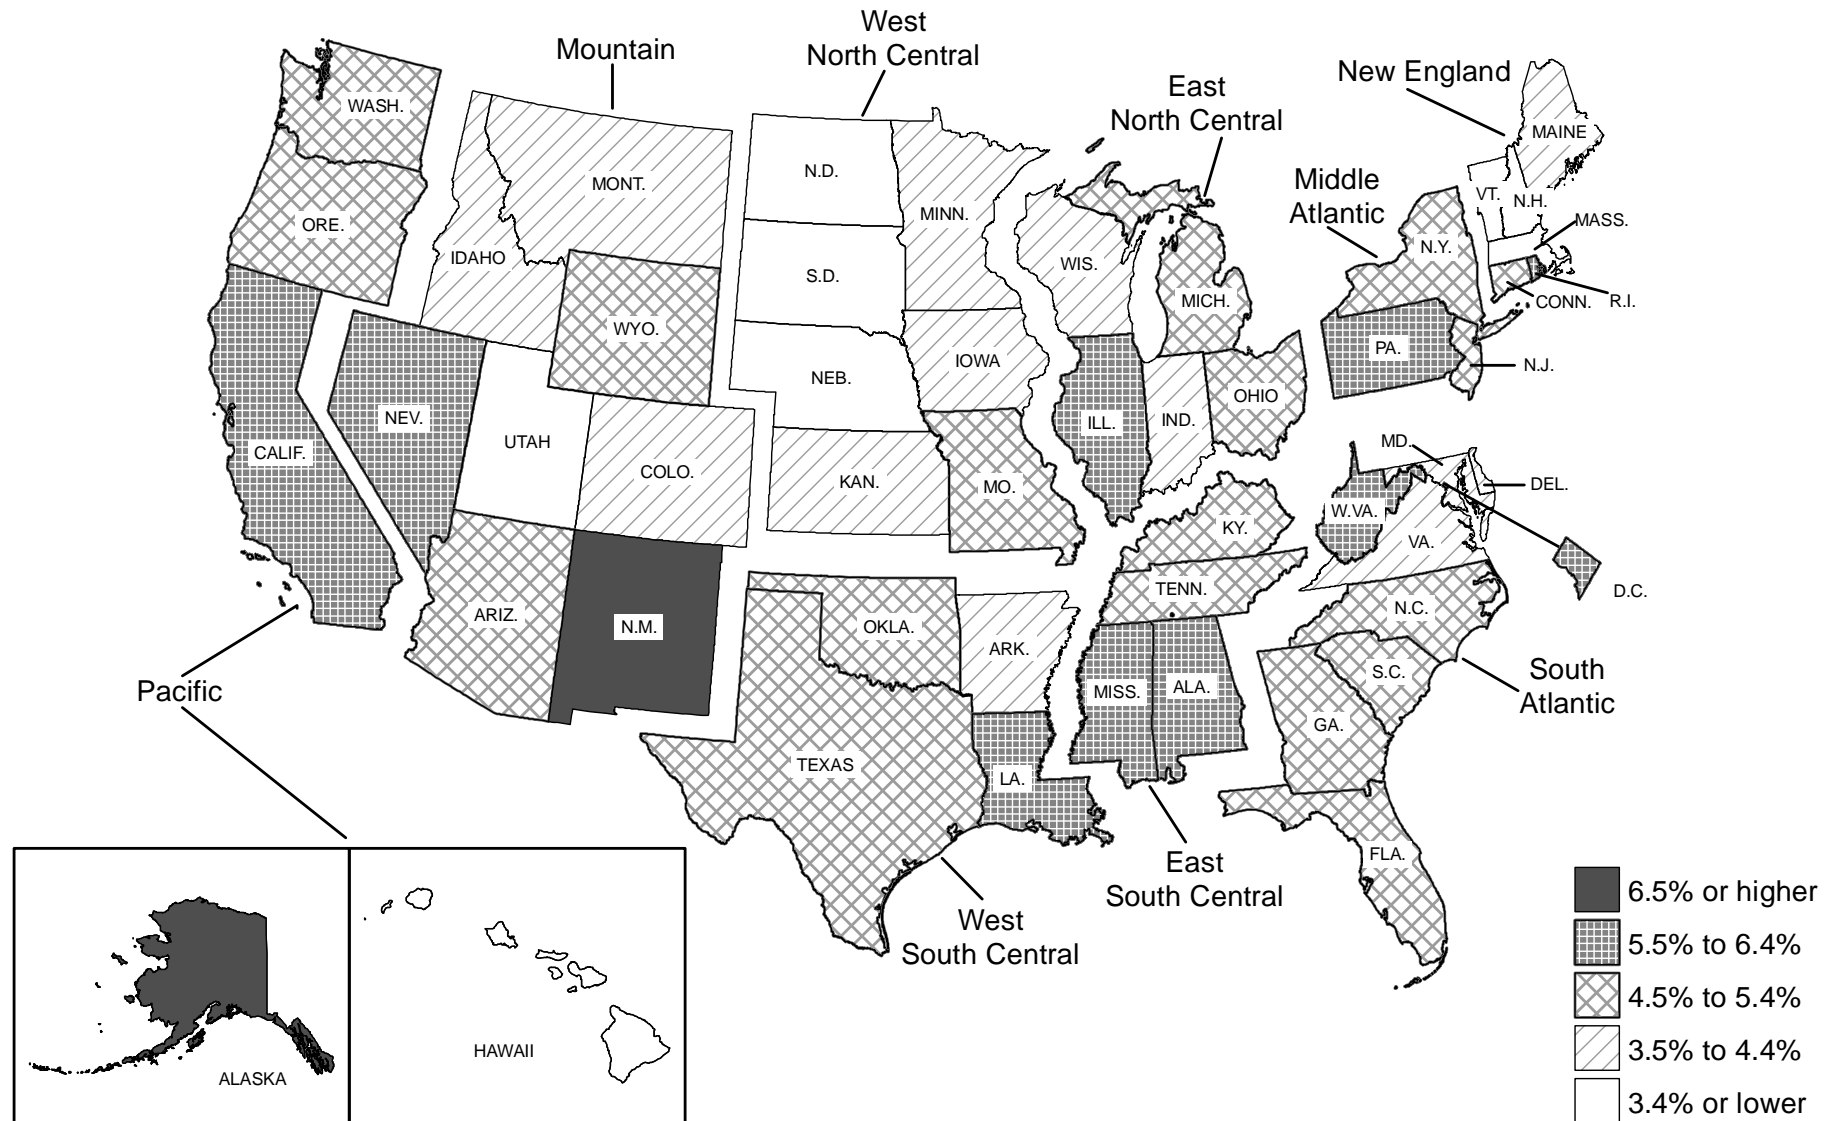 West
North Central
Mountain
East
North Central
New England
Middle
Atlantic
WASH.
MAINE
MONT.
N.D.
MINN.
VT.
N.H.
MASS.
ORE.
IDAHO
S.D.
WIS.
N.Y.
MICH.
CONN.
R.I.
WYO.
PA.
N.J.
IOWA
NEB.
OHIO
NEV.
ILL.
IND.
UTAH
CALIF.
COLO.
KAN.
MO.
MD.
DEL.
W.VA.
KY.
VA.
TENN.
D.C.
N.C.
ARIZ.
N.M.
OKLA.
ARK.
S.C.
South
Atlantic
MISS.
ALA.
Pacific
GA.
TEXAS
LA.
FLA.
East
South Central
West
South Central
ALASKA
HAWAII
6.5% or higher
5.5% to 6.4%
4.5% to 5.4%
3.5% to 4.4%
3.4% or lower